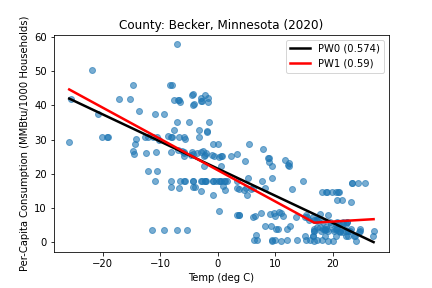 County: Becker, Minnesota (2020)
PW0 (0.574)
PW1 (0.59)
Per-Capita Consumption (MMBtu/1000 Households)
60
50
40
30
20
10
0
−20 −10 0 10 20
Temp (deg C)